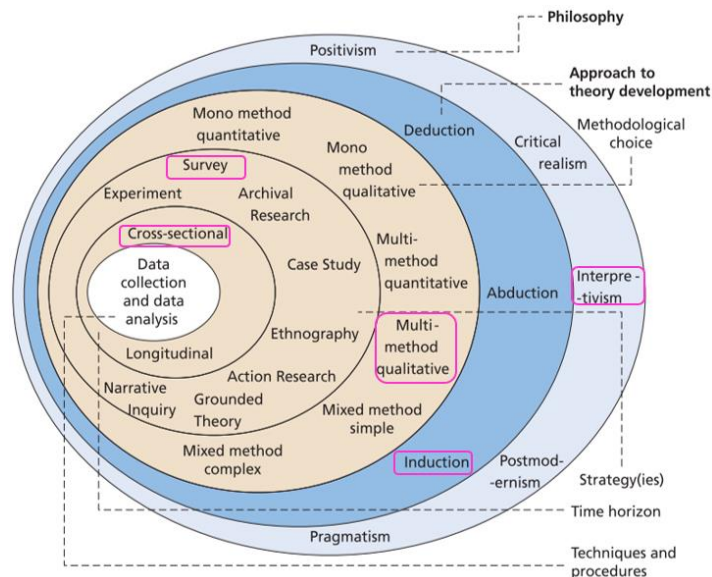 Philosophy
Positivism
Approach to
theory development
Mono method
quantitative
Deduction
Methodological
choice
Critical
realism
Mono
method
qualitative
Survey
Experiment
Archival
Research
Cross-sectional
Multi-
method
quantitative
Data
collection
and data
analysis
Case Study
Interpre -
-tivism
Abduction
Ethnography
Multi-
method
qualitative
Longitudinal
Action Research
Narrative
Inquiry
Grounded
Theory
Mixed method
simple
Mixed method
complex
Induction
Postmod-
-ernism
Strategy(ies)
Time horizon
Pragmatism
Techniques and
procedures